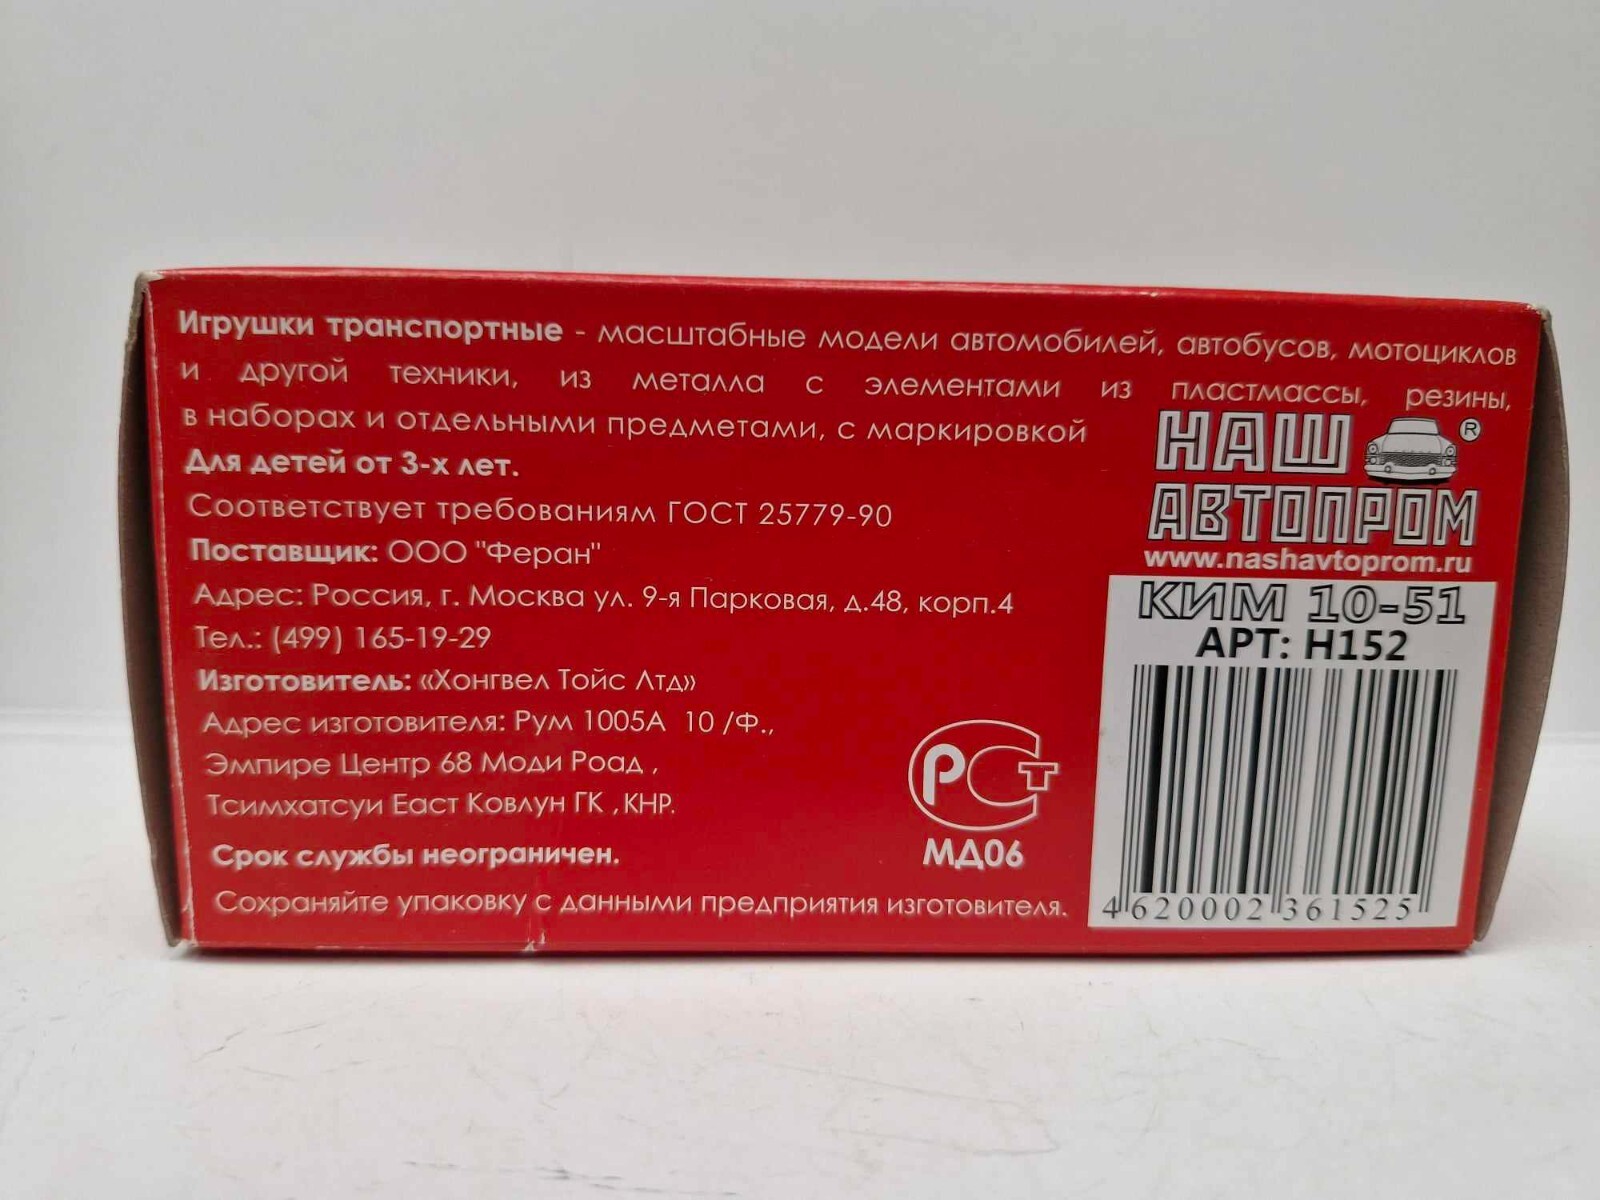 Игрушки транспортные - масштабные модели автомобилей, автобусов, мотоциклов
и другой техники, из металла с элементами из пластмассы, резины,
в наборах и отдельными предметами, с маркировкой
НАШ ®
АВТОПРОМ
www.nashavtoprom.ru
Для детей от 3-х лет.
Соответствует требованиям ГОСТ 25779-90
Поставщик: ООО "Феран"
Адрес: Россия, г. Москва ул. 9-я Парковая, д.48, корп.4
Тел.: (499) 165-19-29
Изготовитель: «Хонгвел Тойс Лтд»
Адрес изготовителя: Рум 1005А 10 /Ф.,
Эмпире Центр 68 Моди Роад ,
Тсимхатсуи Еаст Ковлун ГК ,КНР.
Срок службы неограничен.
Сохраняйте упаковку с данными предприятия изготовителя.
РСТ
МД06
КИМ 10-51
АРТ: H152
4 620002 361525